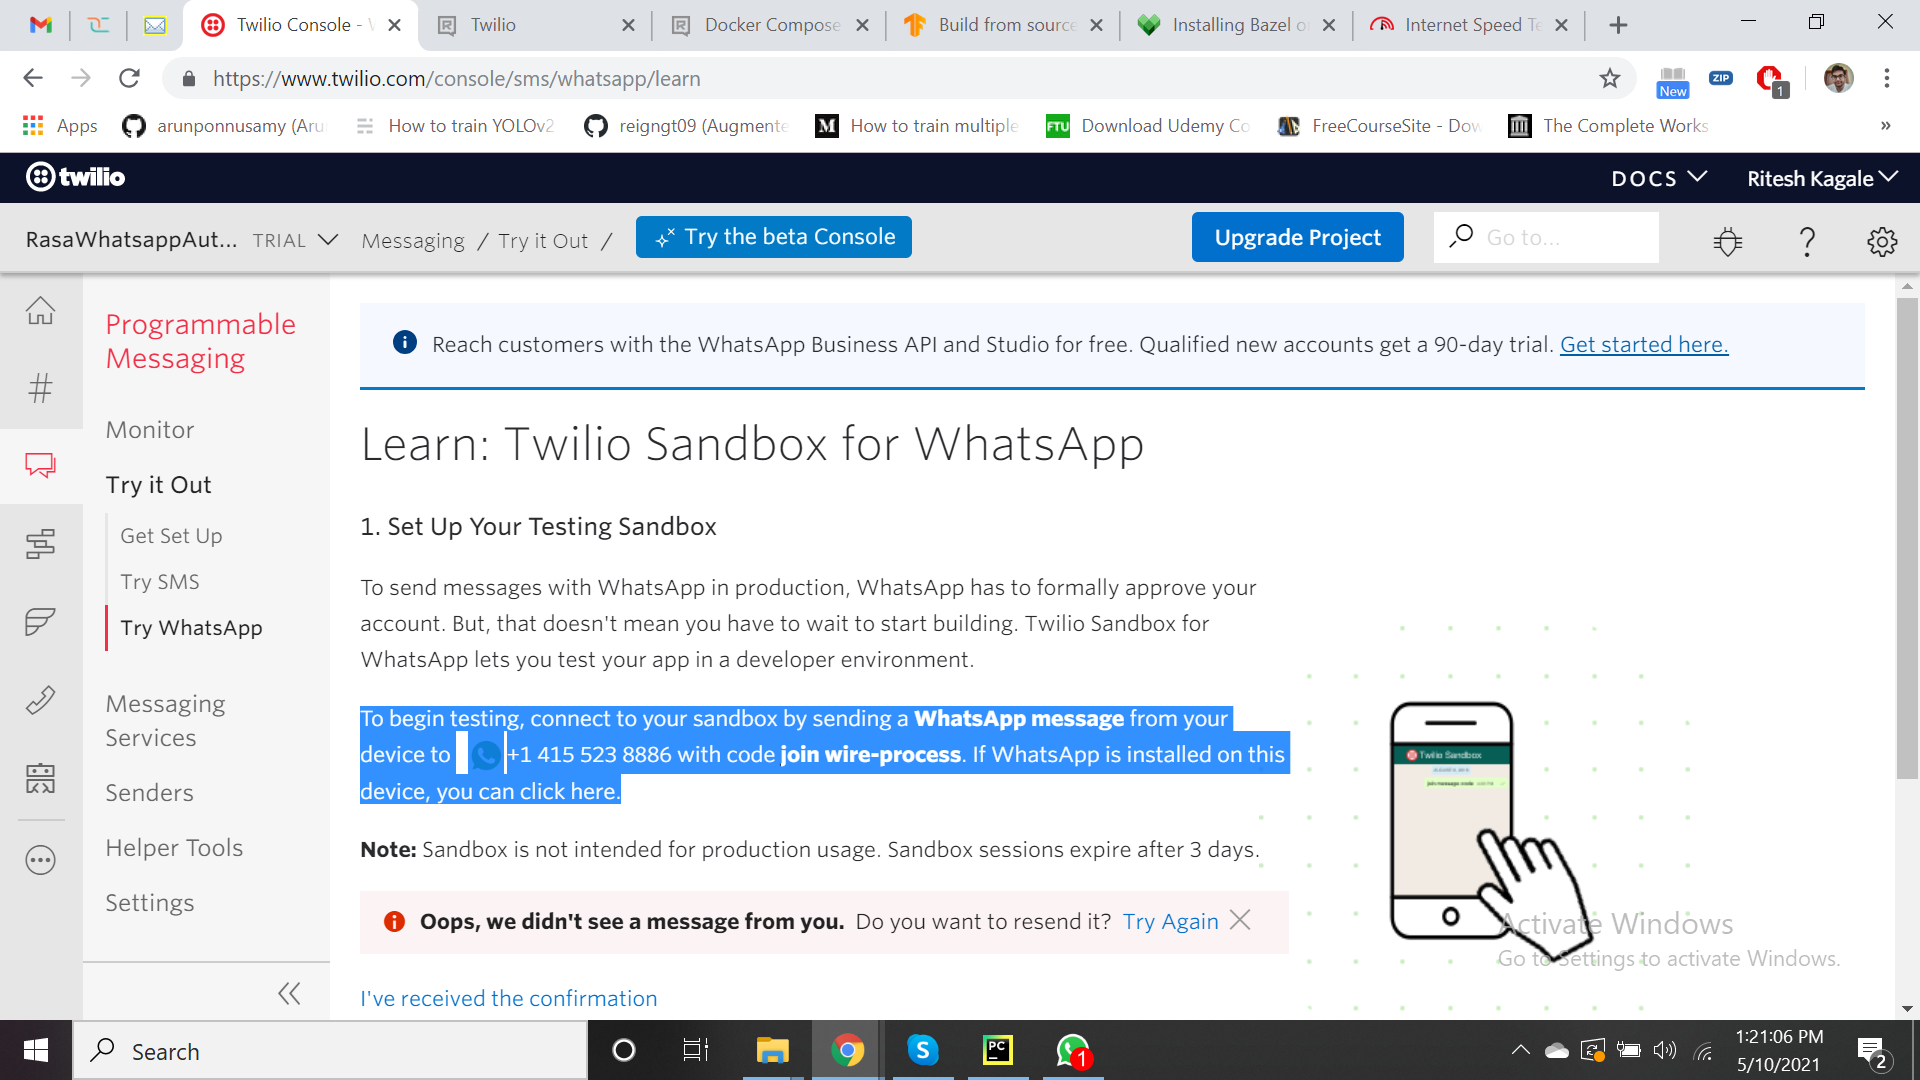 Twilio Console - W
Twilio
Docker Compose
Build from source
Installing Bazel o
Internet Speed Te
https://www.twilio.com/console/sms/whatsapp/learn
New
ZIP
1
Apps
arunponnusamy (Aru
How to train YOLOv2
reigngt09 (Augmente
M
How to train multiple
FTU
Download Udemy Co
FreeCourseSite - Dow
The Complete Works
»
twilio
DOCS
Ritesh Kagale
RasaWhatsappAut...
TRIAL
Messaging / Try it Out /
Try the beta Console
Upgrade Project
Go to...
Programmable
Messaging
Monitor
Try it Out
Get Set Up
Try SMS
Try WhatsApp
Messaging
Services
Senders
Helper Tools
Settings
Reach customers with the WhatsApp Business API and Studio for free. Qualified new accounts get a 90-day trial. Get started here.
Learn: Twilio Sandbox for WhatsApp
1. Set Up Your Testing Sandbox
To send messages with WhatsApp in production, WhatsApp has to formally approve your
account. But, that doesn't mean you have to wait to start building. Twilio Sandbox for
WhatsApp lets you test your app in a developer environment.
To begin testing, connect to your sandbox by sending a WhatsApp message from your
device to +1 415 523 8886 with code join wire-process. If WhatsApp is installed on this
device, you can click here.
Note: Sandbox is not intended for production usage. Sandbox sessions expire after 3 days.
Oops, we didn't see a message from you. Do you want to resend it? Try Again
I've received the confirmation
Twilio Sandbox
join message code
Activate Windows
Go to Settings to activate Windows.
Search
S
PC
1
1:21:06 PM
5/10/2021
2